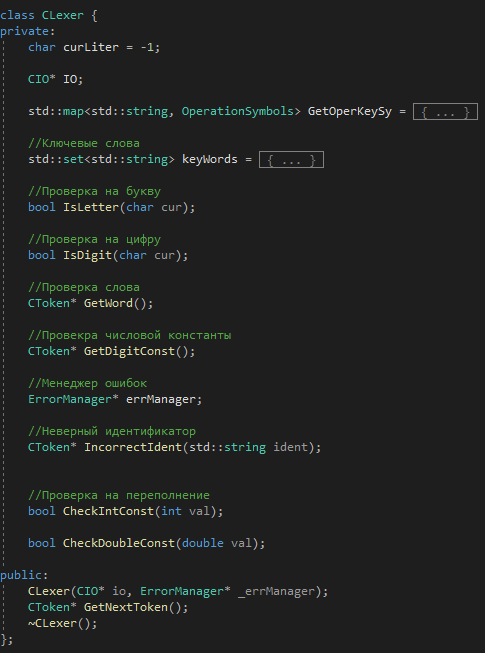 class CLexer {
private:
char curLiter = -1;
CIO* IO;
std::map<std::string, OperationSymbols> GetOperKeySy = { ... }
//Ключевые слова
std::set<std::string> keyWords = { ... }
//Проверка на букву
bool IsLetter(char cur);
//Проверка на цифру
bool IsDigit(char cur);
//Проверка слова
CToken* GetWord();
//Провекра числовой константы
CToken* GetDigitConst();
//Менеджер ошибок
ErrorManager* errManager;
//Неверный идентификатор
CToken* IncorrectIdent(std::string ident);
//Проверка на переполнение
bool CheckIntConst(int val);
bool CheckDoubleConst(double val);
public:
CLexer(CIO* io, ErrorManager* _errManager);
CToken* GetNextToken();
~CLexer();
};